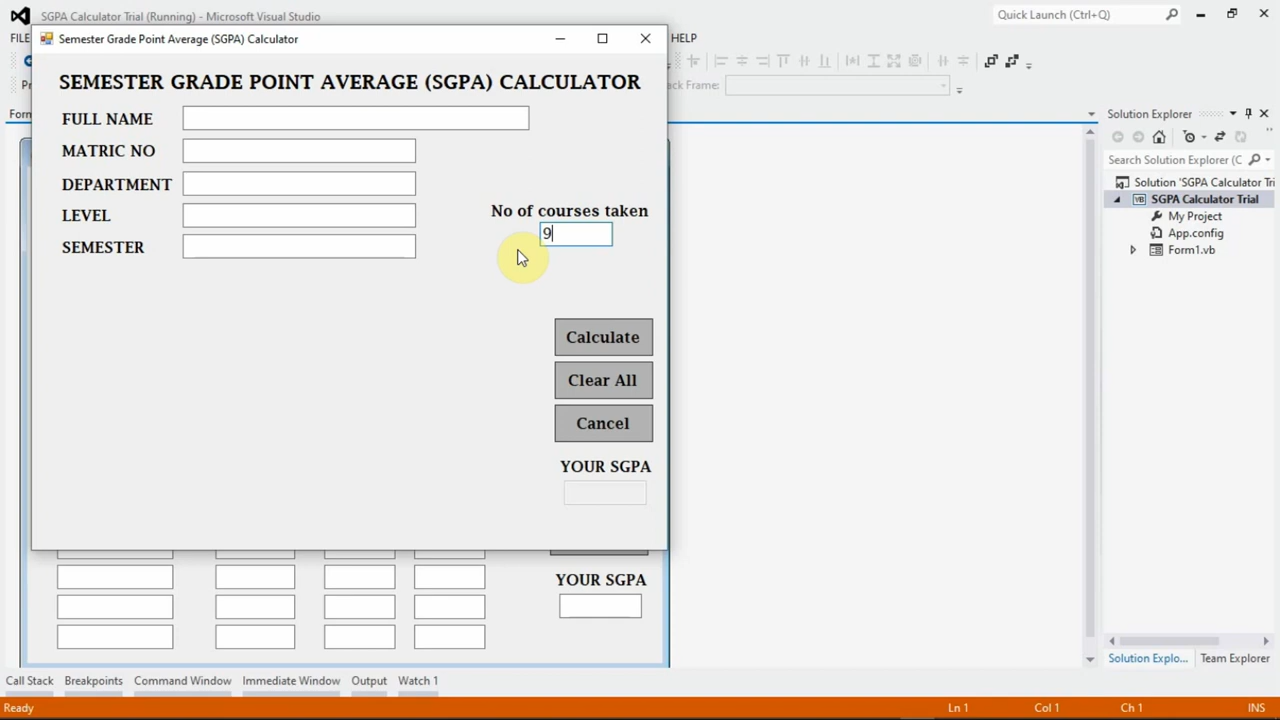 SGPA Calculator Trial (Running) - Microsoft Visual Studio
Quick Launch (Ctrl+Q)
FILE
HELP
Semester Grade Point Average (SGPA) Calculator
SEMESTER GRADE POINT AVERAGE (SGPA) CALCULATOR
FULL NAME
MATRIC NO
DEPARTMENT
LEVEL
SEMESTER
No of courses taken
9
Calculate
Clear All
Cancel
YOUR SGPA
YOUR SGPA
Pr
ck Frame:
Form
Solution Explorer
Search Solution Explorer (C
Solution 'SGPA Calculator Tri
SGPA Calculator Trial
My Project
App.config
Form1.vb
Solution Explo...
Team Explorer
Call Stack
Breakpoints
Command Window
Immediate Window
Output
Watch 1
Ready
Ln 1
Col 1
Ch 1
INS